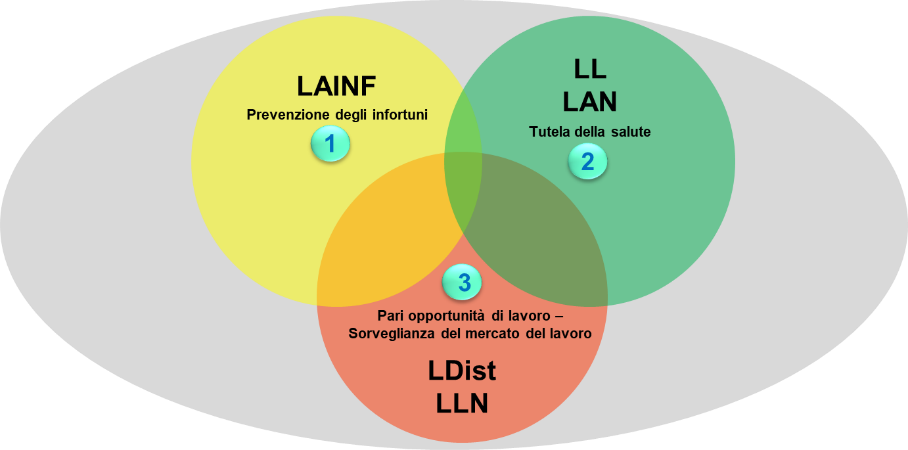 LAINF
Prevenzione degli infortuni
1
LL
LAN
Tutela della salute
2
3
Pari opportunità di lavoro –
Sorveglianza del mercato del lavoro
LDist
LLN